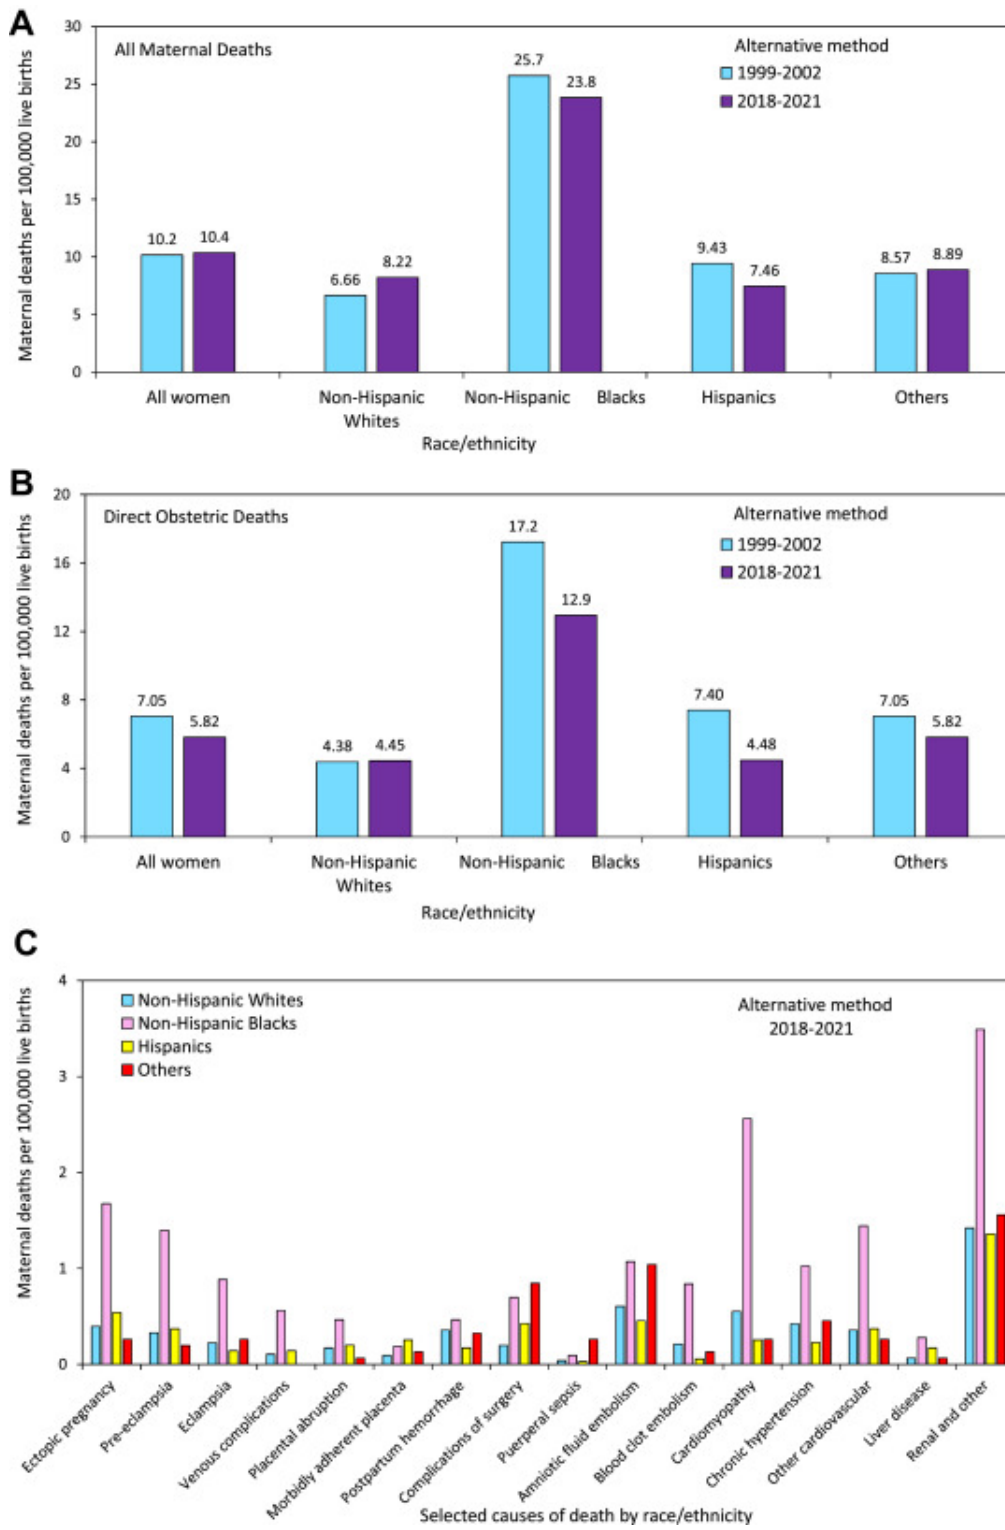 A
All Maternal Deaths
Alternative method
1999-2002
2018-2021
Maternal deaths per 100,000 live births
30
25
20
15
10
5
0
10.2
10.4
6.66
8.22
25.7
23.8
9.43
7.46
8.57
8.89
All women
Non-Hispanic Whites
Non-Hispanic Blacks
Hispanics
Others
Race/ethnicity
B
Direct Obstetric Deaths
Alternative method
1999-2002
2018-2021
Maternal deaths per 100,000 live births
20
16
12
8
4
0
7.05
5.82
4.38
4.45
17.2
12.9
7.40
4.48
7.05
5.82
All women
Non-Hispanic Whites
Non-Hispanic Blacks
Hispanics
Others
Race/ethnicity
C
Non-Hispanic Whites
Non-Hispanic Blacks
Hispanics
Others
Alternative method
2018-2021
Maternal deaths per 100,000 live births
4
3
2
1
0
Ectopic pregnancy
Pre-eclampsia
Eclampsia
Venous complications
Placental abruption
Morbidly adherent placenta
Postpartum hemorrhage
Complications of surgery
Puerperal sepsis
Amniotic fluid embolism
Blood clot embolism
Cardiomyopathy
Chronic hypertension
Other cardiovascular
Liver disease
Renal and other
Selected causes of death by race/ethnicity